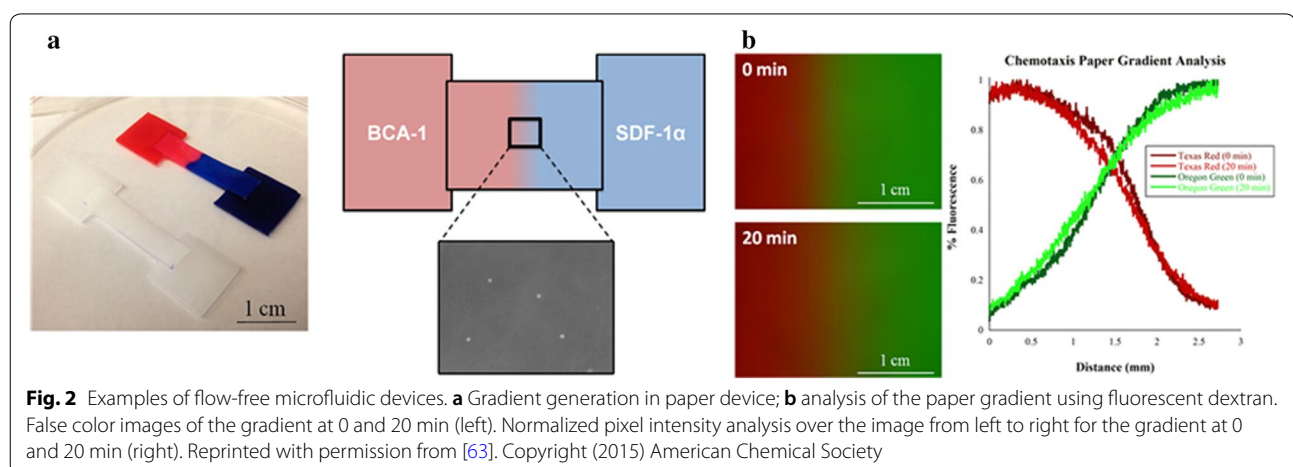 a
1 cm
BCA-1
SDF-1α
b
0 min
1 cm
20 min
1 cm
Chemotaxis Paper Gradient Analysis
% Fluorescence
1
0.8
0.6
0.4
0.2
0
0
0.5
1
1.5
2
2.5
3
Distance (mm)
Texas Red (0 min)
Texas Red (20 min)
Oregon Green (0 min)
Oregon Green (20 min)
Fig. 2 Examples of flow-free microfluidic devices. a Gradient generation in paper device; b analysis of the paper gradient using fluorescent dextran.
False color images of the gradient at 0 and 20 min (left). Normalized pixel intensity analysis over the image from left to right for the gradient at 0
and 20 min (right). Reprinted with permission from [63]. Copyright (2015) American Chemical Society